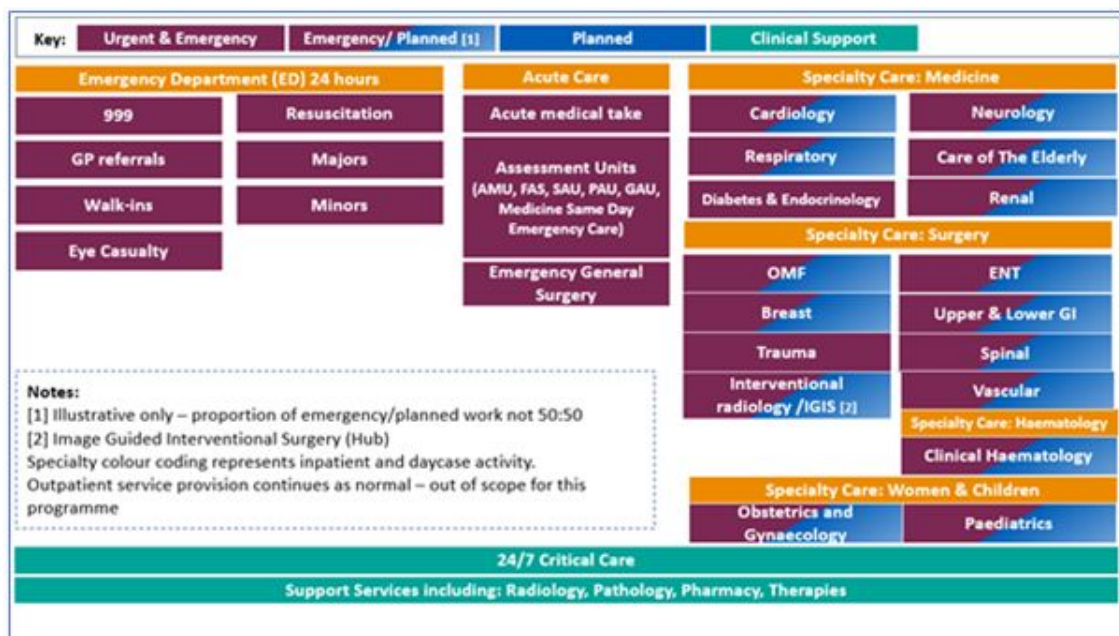 Key: Urgent & Emergency Emergency/ Planned [1] Planned Clinical Support
Emergency Department (ED) 24 hours
999
Resuscitation
GP referrals
Majors
Walk-ins
Minors
Eye Casualty
Acute Care
Acute medical take
Assessment Units
(AMU, FAS, SAU, PAU, GAU,
Medicine Same Day
Emergency Care)
Emergency General
Surgery
Specialty Care: Medicine
Cardiology
Neurology
Respiratory
Care of The Elderly
Diabetes & Endocrinology
Renal
Specialty Care: Surgery
OMF
ENT
Breast
Upper & Lower GI
Trauma
Spinal
Interventional
radiology /IGIS [2]
Vascular
Specialty Care: Haematology
Clinical Haematology
Specialty Care: Women & Children
Obstetrics and
Gynaecology
Paediatrics
Notes:
[1] Illustrative only – proportion of emergency/planned work not 50:50
[2] Image Guided Interventional Surgery (Hub)
Specialty colour coding represents inpatient and daycase activity.
Outpatient service provision continues as normal – out of scope for this
programme
24/7 Critical Care
Support Services including: Radiology, Pathology, Pharmacy, Therapies